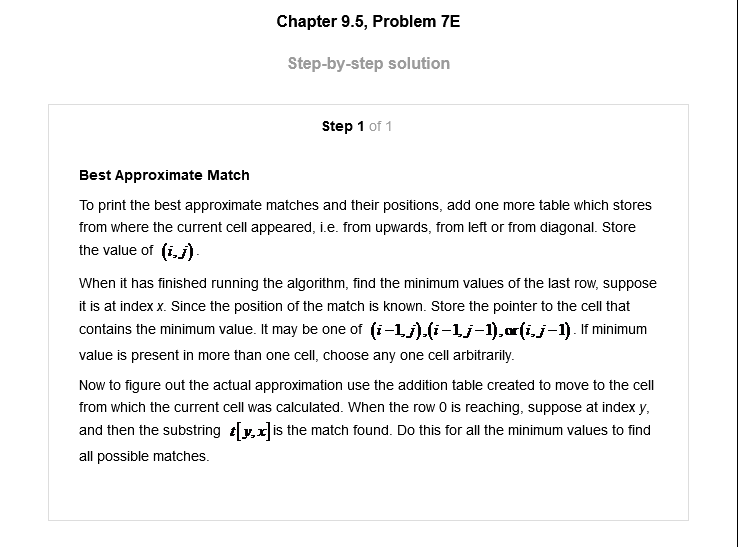 Chapter 9.5, Problem 7E
Step-by-step solution
Step 1 of 1
Best Approximate Match
To print the best approximate matches and their positions, add one more table which stores
from where the current cell appeared, i.e. from upwards, from left or from diagonal. Store
the value of (i,j).
When it has finished running the algorithm, find the minimum values of the last row, suppose
it is at index x. Since the position of the match is known. Store the pointer to the cell that
contains the minimum value. It may be one of (i−1,j),(i−1,j−1),or(i,j−1). If minimum
value is present in more than one cell, choose any one cell arbitrarily.
Now to figure out the actual approximation use the addition table created to move to the cell
from which the current cell was calculated. When the row 0 is reaching, suppose at index y,
and then the substring t[y,x] is the match found. Do this for all the minimum values to find
all possible matches.